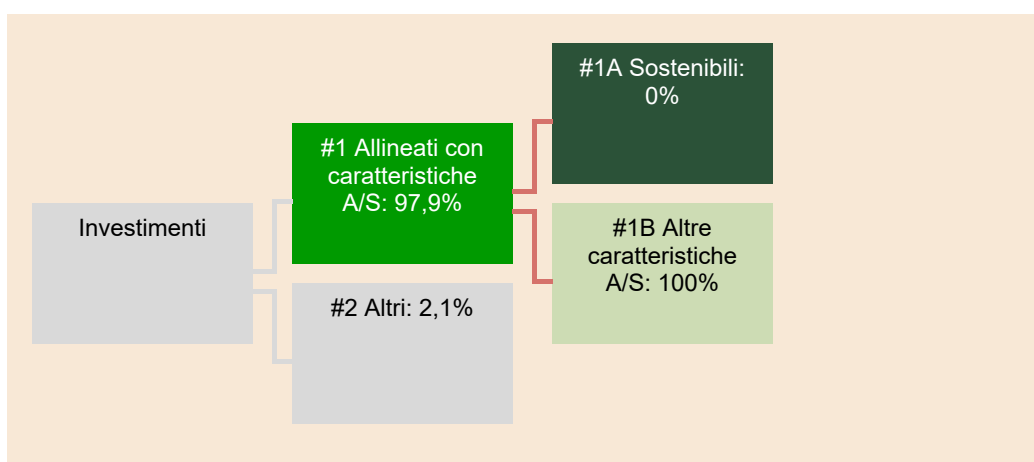 Investimenti
#1 Allineati con
caratteristiche
A/S: 97,9%
#2 Altri: 2,1%
#1A Sostenibili:
0%
#1B Altre
caratteristiche
A/S: 100%